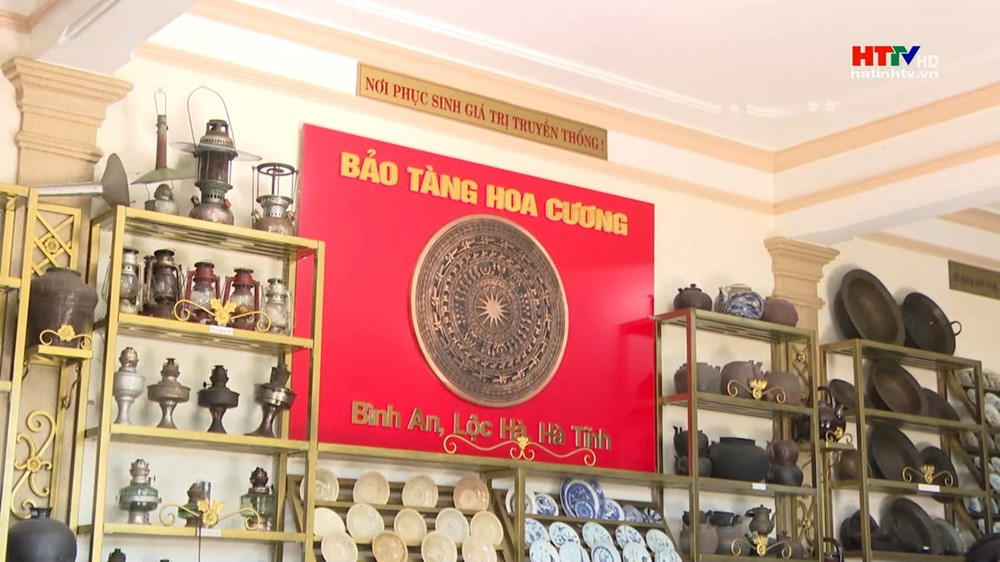 HTTV HD
hatinhtv.vn
NƠI PHỤC SINH GIÁ TRỊ TRUYỀN THỐNG !
BẢO TÀNG HOA CƯƠNG
Bình An, Lộc Hà, Hà Tĩnh